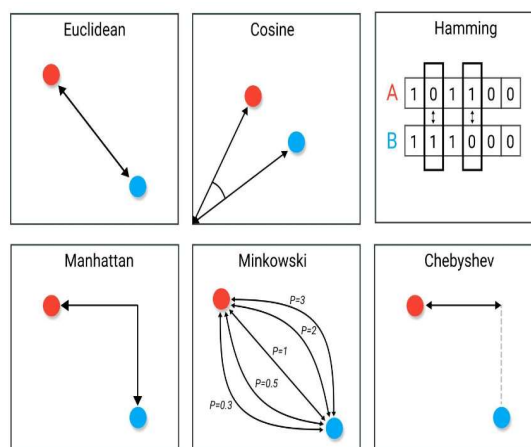 Euclidean
Cosine
Hamming
A 1 0 1 1 0 0
B 1 1 1 0 0 0
Manhattan
Minkowski
P=3
P=2
P=1
P=0.5
P=0.3
Chebyshev